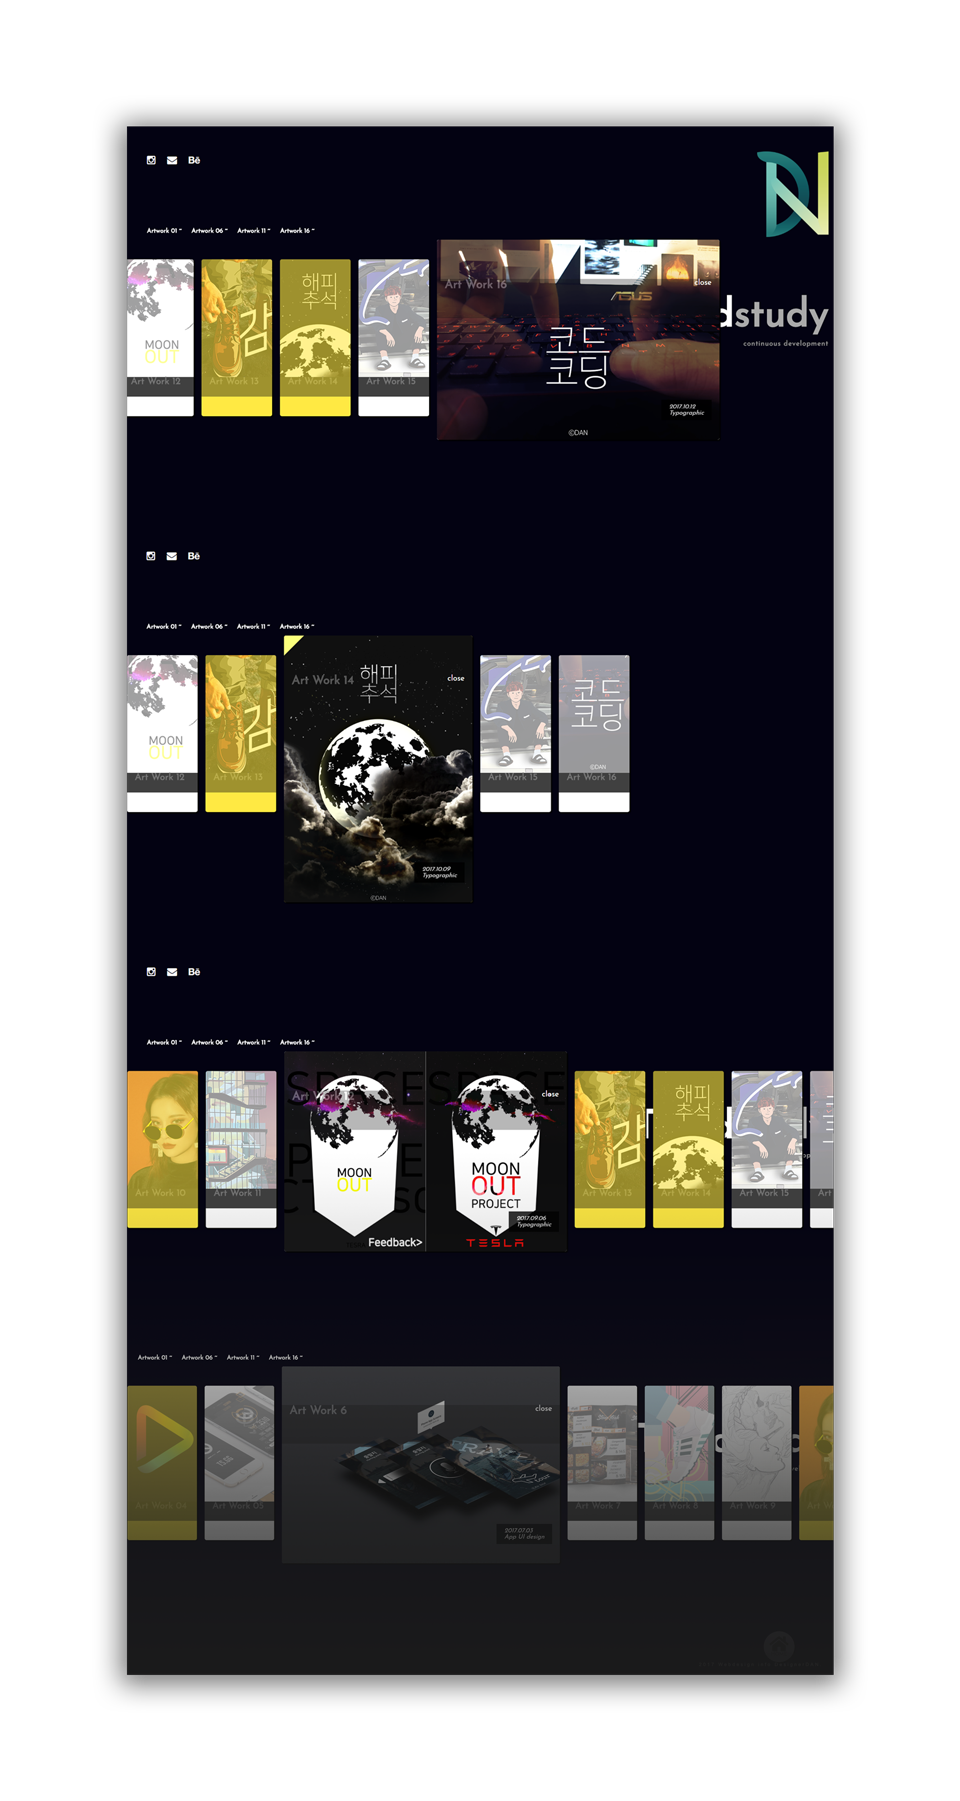 Bē
Artwork 01 ~ Artwork 06 ~ Artwork 11 ~ Artwork 16 ~
MOON
OUT
Art Work 12
감
Art Work 13
해피
추석
Art Work 14
Art Work 15
Art Work 16
close
ASUS
코드
코딩
2017.10.12
Typographic
©DAN
dstudy
continuous development
Bē
Artwork 01 ~ Artwork 06 ~ Artwork 11 ~ Artwork 16 ~
MOON
OUT
Art Work 12
감
Art Work 13
Art Work 14
해피
추석
close
2017.10.09
Typographic
©DAN
Art Work 15
코드
코딩
©DAN
Art Work 16
Bē
Artwork 01 ~ Artwork 06 ~ Artwork 11 ~ Artwork 16 ~
Art Work 10
Art Work 11
SPACE
Art Work 12
MOON
OUT
Feedback>
SPACE
close
MOON
OUT
PROJECT
2017.09.06
Typographic
TESLA
감
Art Work 13
해피
추석
Art Work 14
Art Work 15
Art
Artwork 01 ~ Artwork 06 ~ Artwork 11 ~ Artwork 16 ~
Art Work 04
Art Work 05
Art Work 6
close
2017.07.03
App UI design
Art Work 7
Art Work 8
Art Work 9
Art W